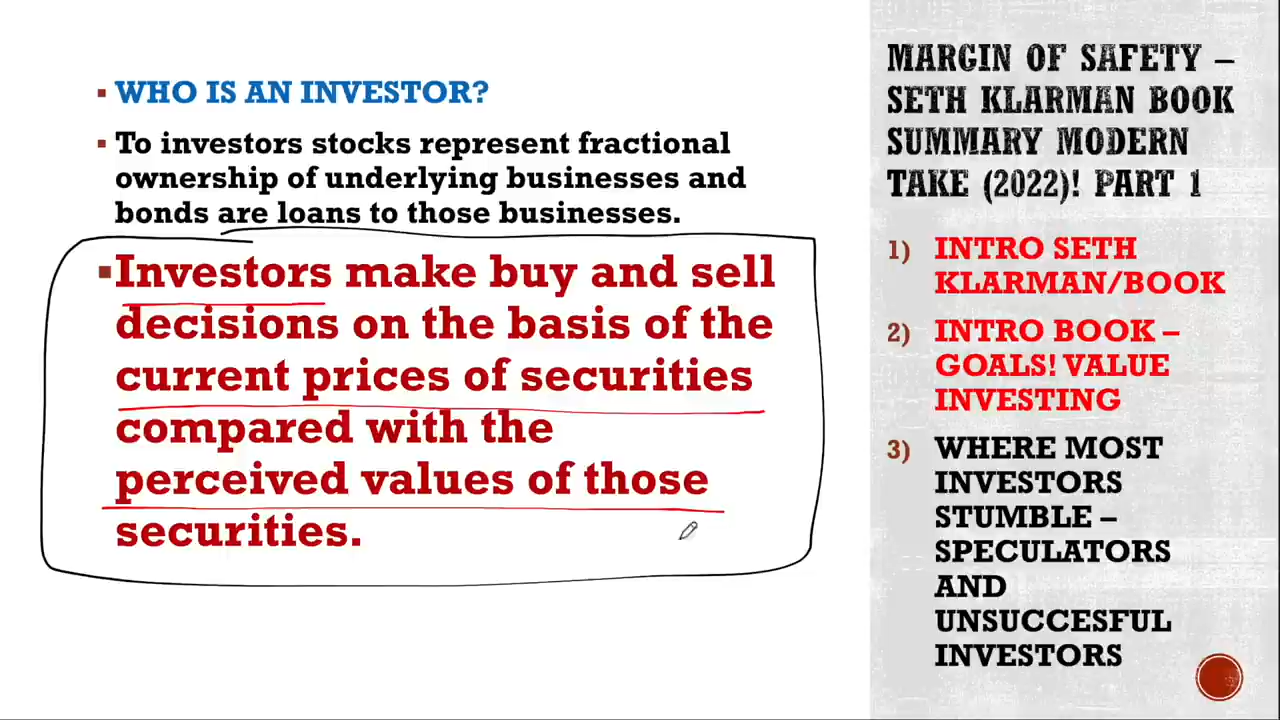 ▪ WHO IS AN INVESTOR?
▪ To investors stocks represent fractional
ownership of underlying businesses and
bonds are loans to those businesses.
▪Investors make buy and sell
decisions on the basis of the
current prices of securities
compared with the
perceived values of those
securities.
MARGIN OF SAFETY –
SETH KLARMAN BOOK
SUMMARY MODERN
TAKE (2022)! PART 1
1) INTRO SETH
KLARMAN/BOOK
2) INTRO BOOK –
GOALS! VALUE
INVESTING
3) WHERE MOST
INVESTORS
STUMBLE –
SPECULATORS
AND
UNSUCCESFUL
INVESTORS